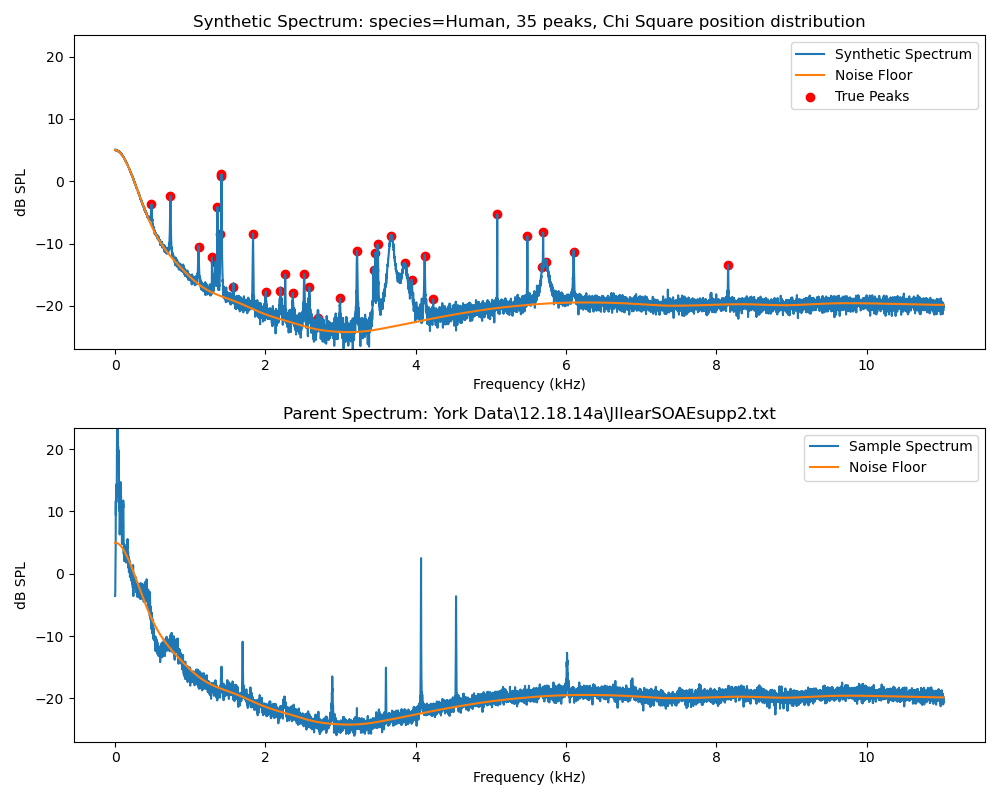 Synthetic Spectrum: species=Human, 35 peaks, Chi Square position distribution
20
10
0
−10
−20
dB SPL
Synthetic Spectrum
Noise Floor
True Peaks
0 2 4 6 8 10
Frequency (kHz)
Parent Spectrum: York Data\12.18.14a\JIlearSOAEsupp2.txt
20
10
0
−10
−20
dB SPL
Sample Spectrum
Noise Floor
0 2 4 6 8 10
Frequency (kHz)